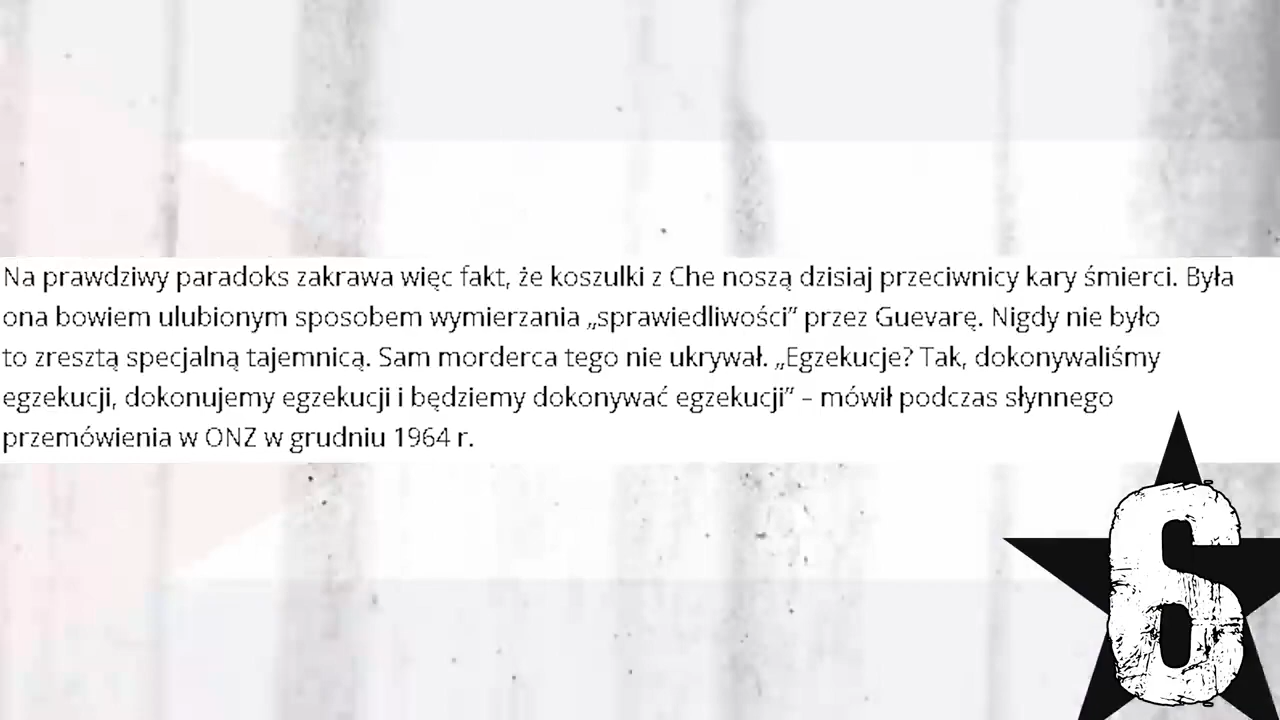 Na prawdziwy paradoks zakrawa więc fakt, że koszulki z Che noszą dzisiaj przeciwnicy kary śmierci. Była
ona bowiem ulubionym sposobem wymierzania „sprawiedliwości” przez Guevarę. Nigdy nie było
to zresztą specjalną tajemnicą. Sam morderca tego nie ukrywał. „Egzekucje? Tak, dokonywaliśmy
egzekucji, dokonujemy egzekucji i będziemy dokonywać egzekucji” – mówił podczas słynnego
przemówienia w ONZ w grudniu 1964 r.
6